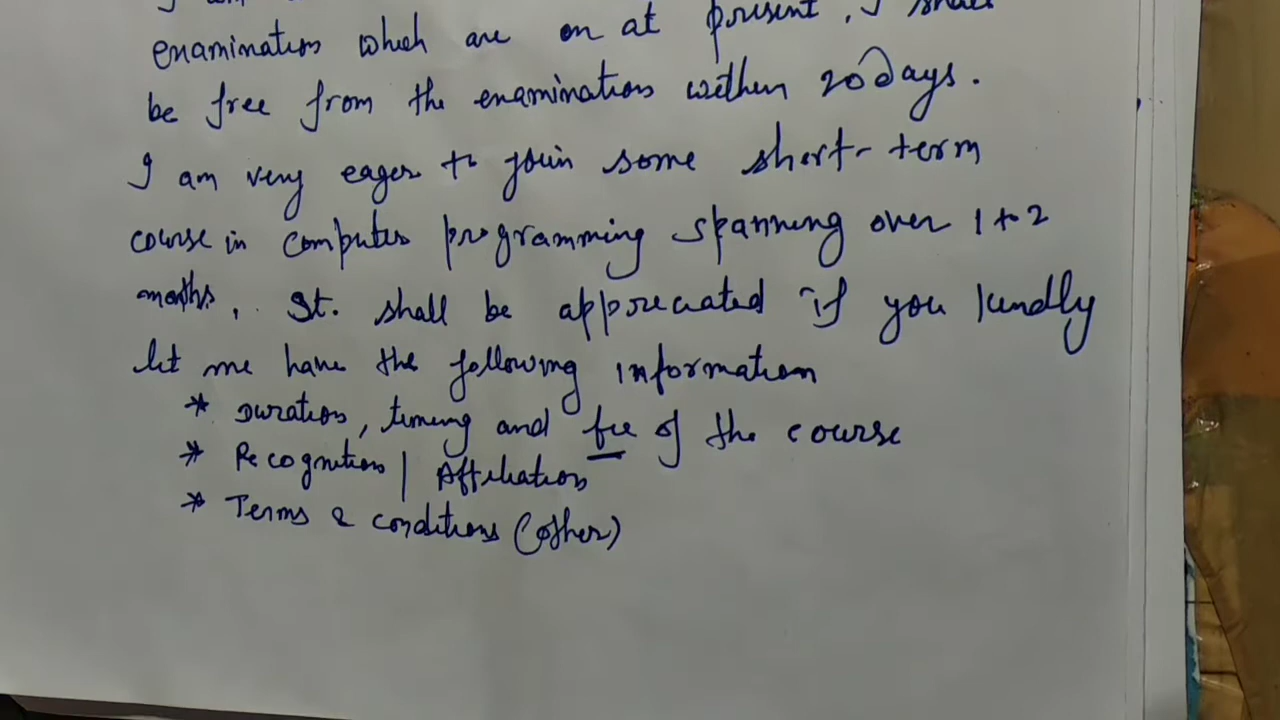 I am
examinations which are on at present, I shall
be free from the examinations within 20 days.
I am very eager to join some short-term
course in computer programming spanning over 1 to 2
months, It. shall be appreciated if you kindly
let me have the following information
* Duration, timing and fee of the course
* Recognition | Affiliation
* Terms & conditions (other)